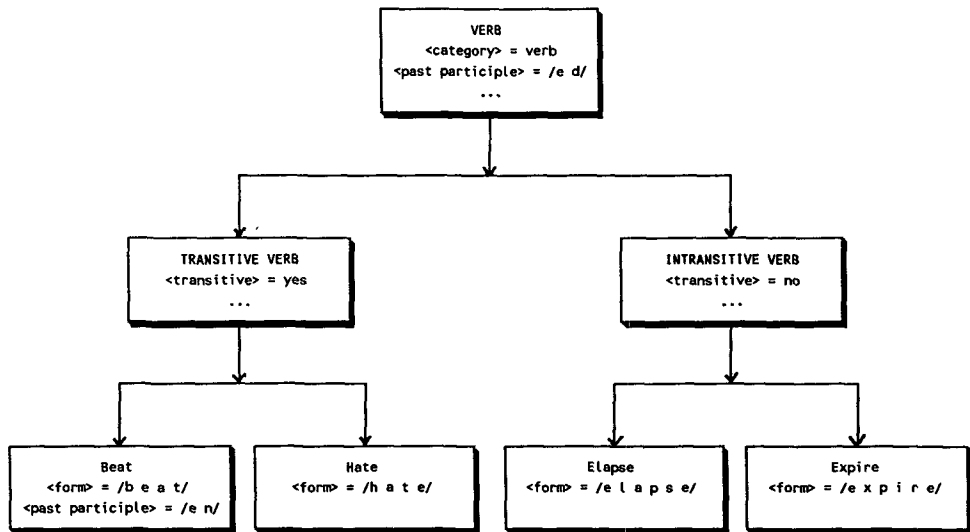 VERB
<category> = verb
<past participle> = /e d/
...
TRANSITIVE VERB
<transitive> = yes
...
INTRANSITIVE VERB
<transitive> = no
...
Beat
<form> = /b e a t/
<past participle> = /e n/
Hate
<form> = /h a t e/
Elapse
<form> = /e l a p s e/
Expire
<form> = /e x p i r e/